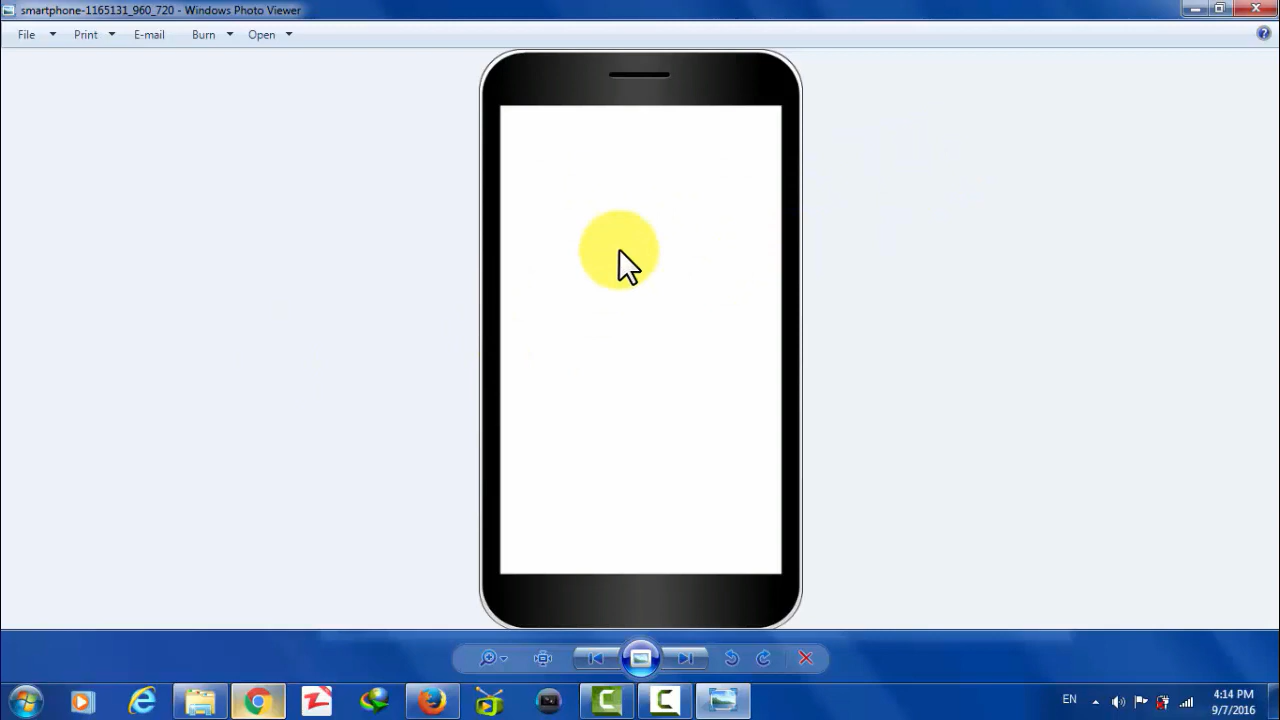 smartphone-1165131_960_720 - Windows Photo Viewer
File Print E-mail Burn Open
EN
4:14 PM
9/7/2016